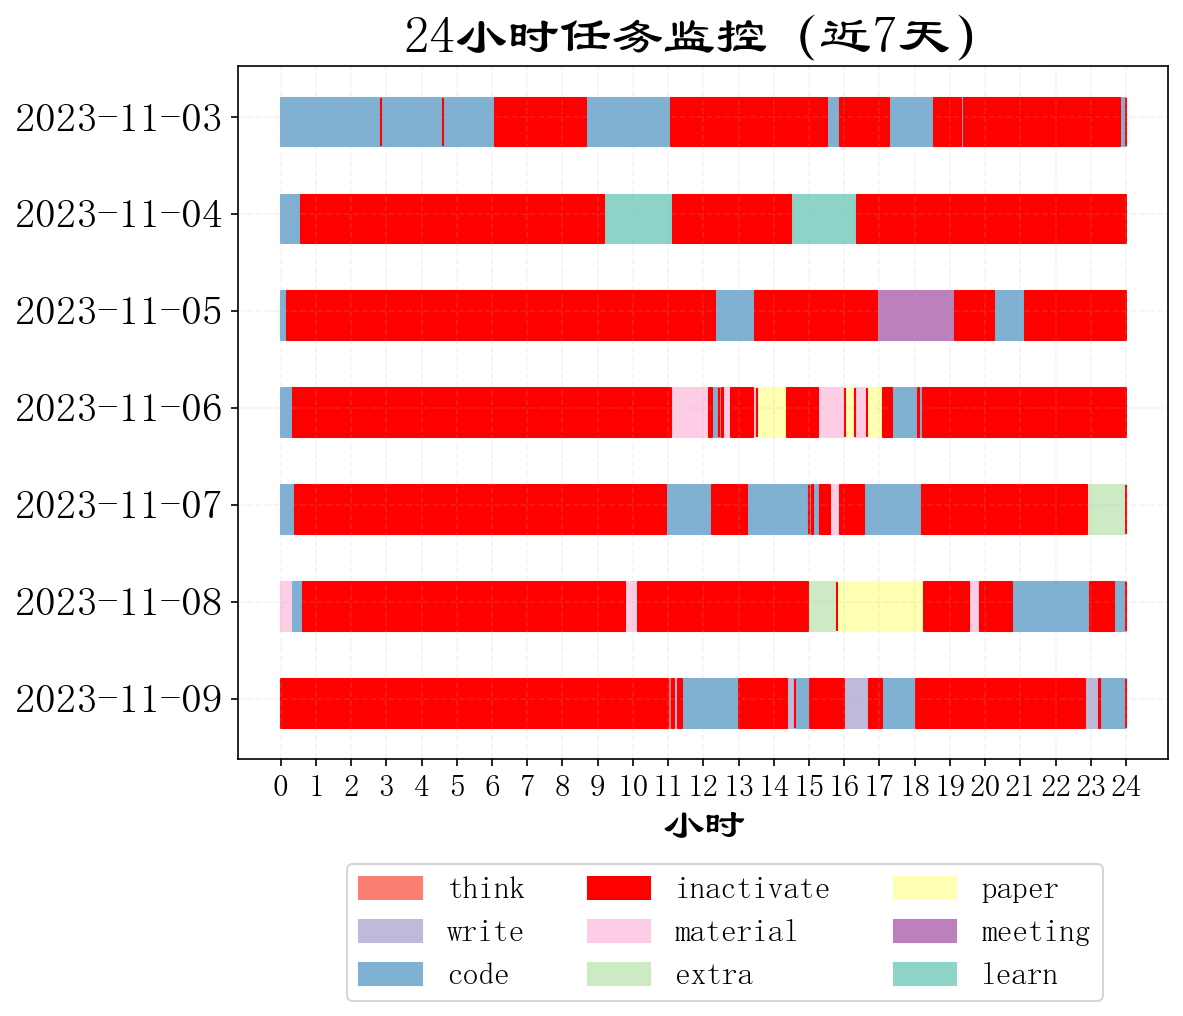 24小时任务监控 (近7天)
2023-11-03
2023-11-04
2023-11-05
2023-11-06
2023-11-07
2023-11-08
2023-11-09
0 1 2 3 4 5 6 7 8 9 10 11 12 13 14 15 16 17 18 19 20 21 22 23 24
小时
think inactivate paper
write material meeting
code extra learn